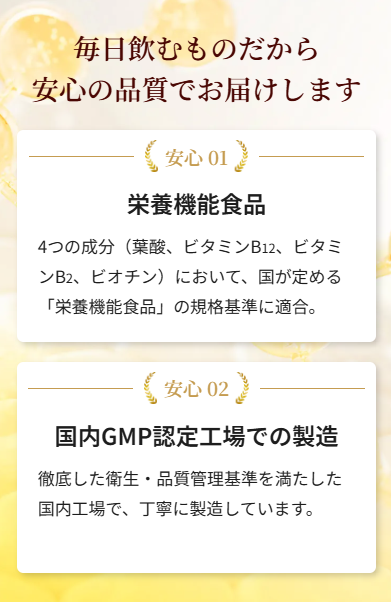 毎日飲むものだから
安心の品質でお届けします
安心 01
栄養機能食品
4つの成分（葉酸、ビタミンB12、ビタミ
ンB2、ビオチン）において、国が定める
「栄養機能食品」の規格基準に適合。
安心 02
国内GMP認定工場での製造
徹底した衛生・品質管理基準を満たした
国内工場で、丁寧に製造しています。